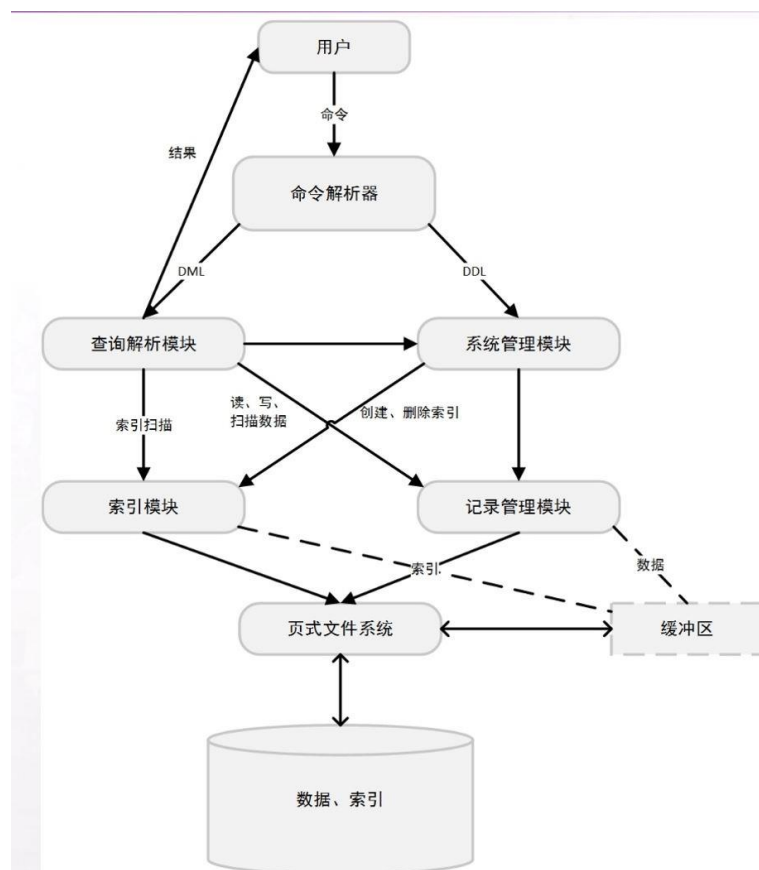 用户
命令
结果
命令解析器
DML
DDL
查询解析模块
系统管理模块
读、写、
扫描数据
创建、删除索引
索引扫描
索引模块
记录管理模块
索引
数据
页式文件系统
缓冲区
数据、索引